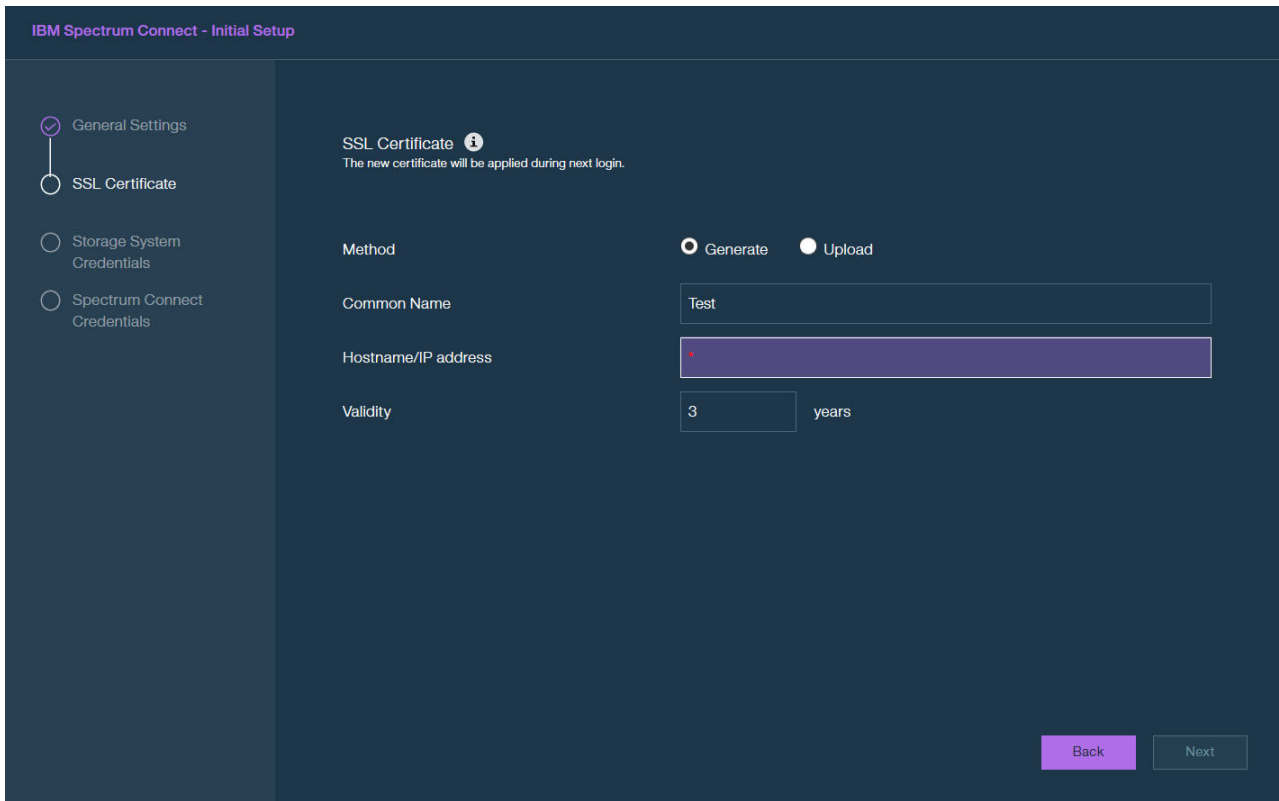 IBM Spectrum Connect - Initial Setup
General Settings
SSL Certificate
Storage System
Credentials
Spectrum Connect
Credentials
SSL Certificate i
The new certificate will be applied during next login.
Method Generate Upload
Common Name Test
Hostname/IP address *
Validity 3 years
Back Next